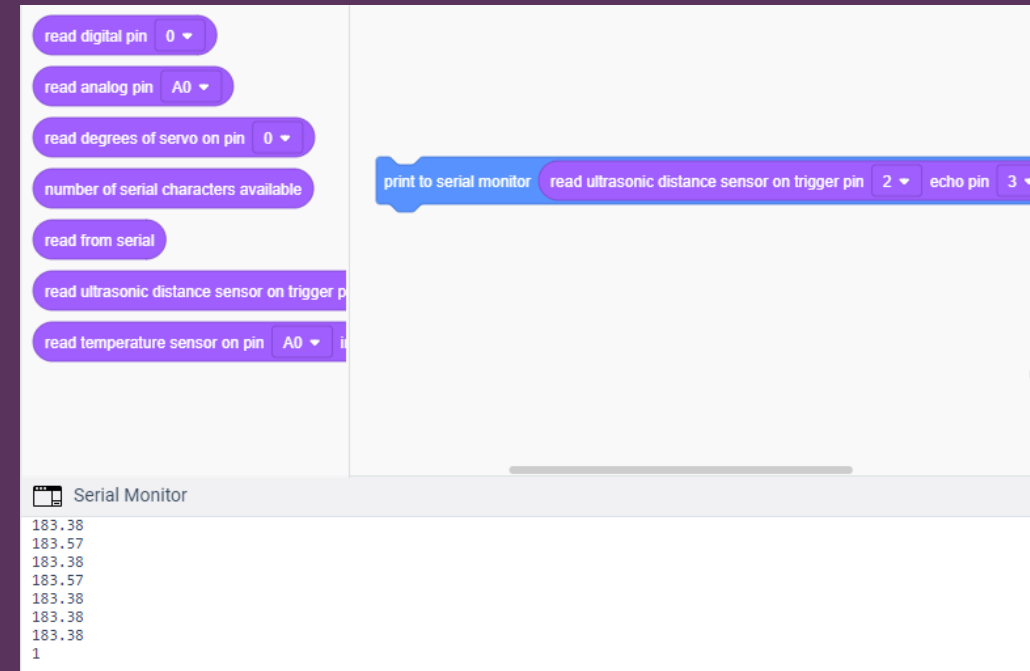 read digital pin 0
read analog pin A0
read degrees of servo on pin 0
number of serial characters available
read from serial
read ultrasonic distance sensor on trigger p
read temperature sensor on pin A0
print to serial monitor read ultrasonic distance sensor on trigger pin 2 echo pin 3
Serial Monitor
183.38
183.57
183.38
183.57
183.38
183.38
183.38
1